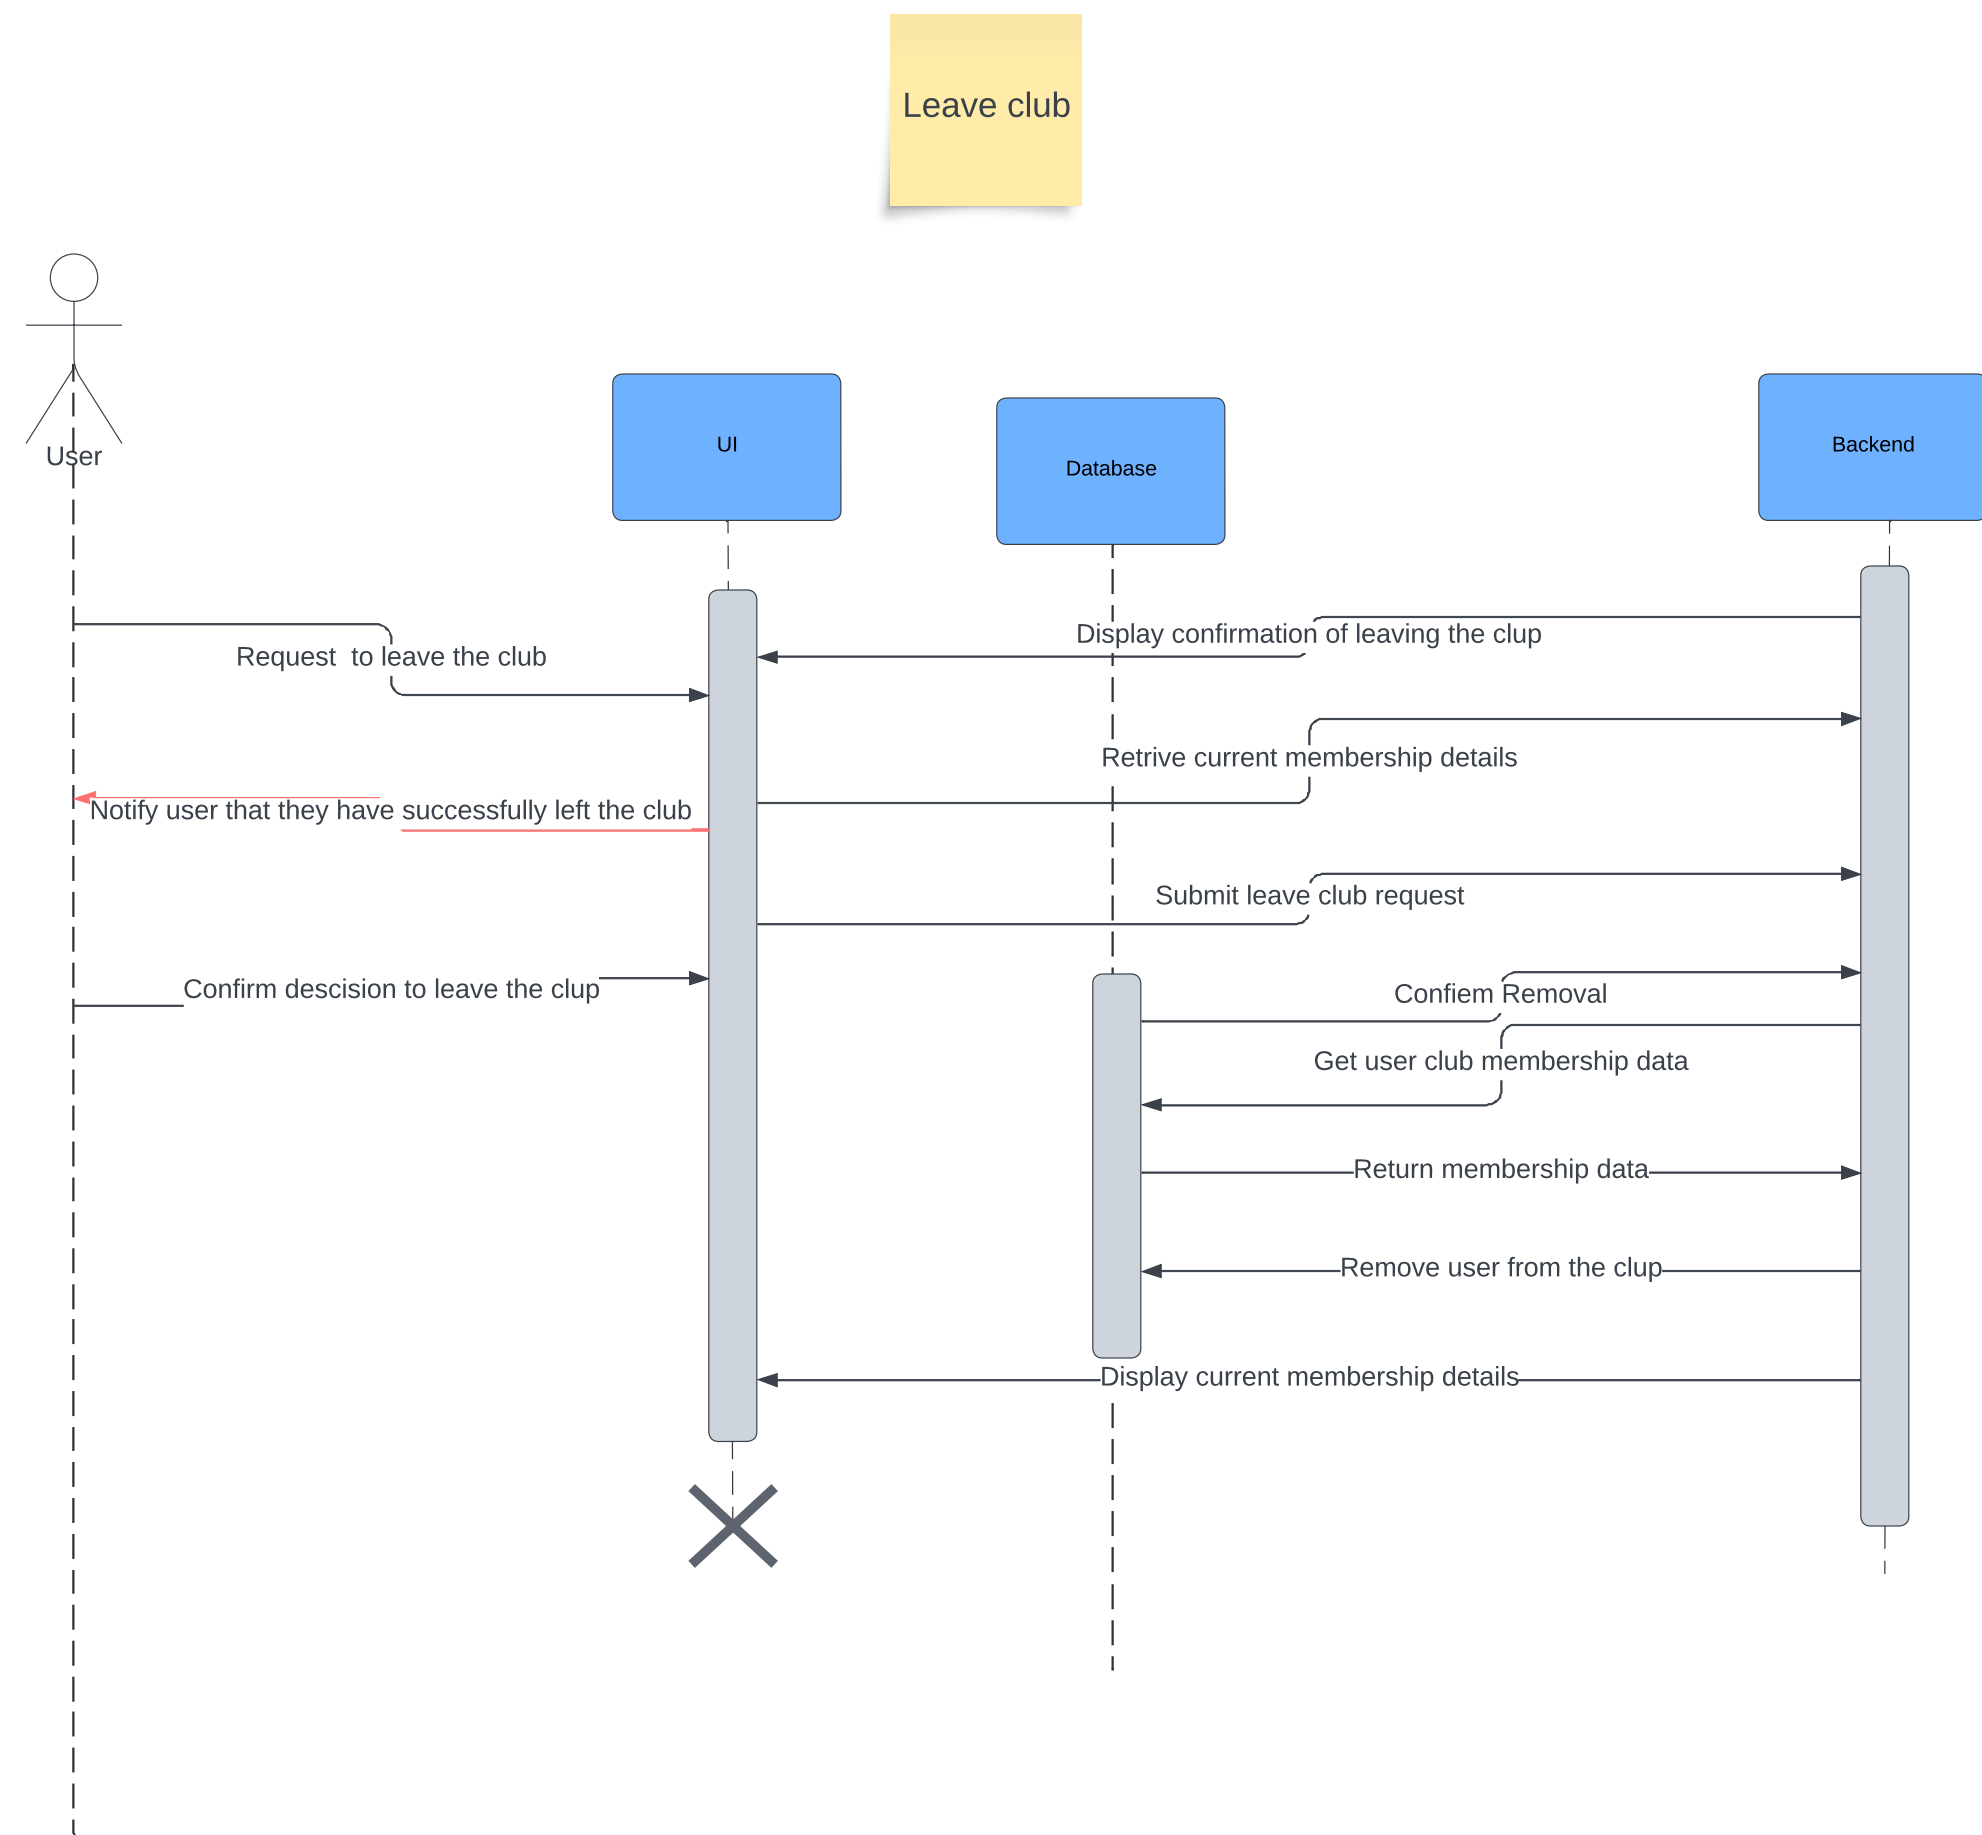 Leave club
User
UI
Database
Backend
Request  to leave the club
Display confirmation of leaving the clup
Retrive current membership details
Notify user that they have successfully left the club
Submit leave club request
Confirm descision to leave the clup
Confiem Removal
Get user club membership data
Return membership data
Remove user from the clup
Display current membership details